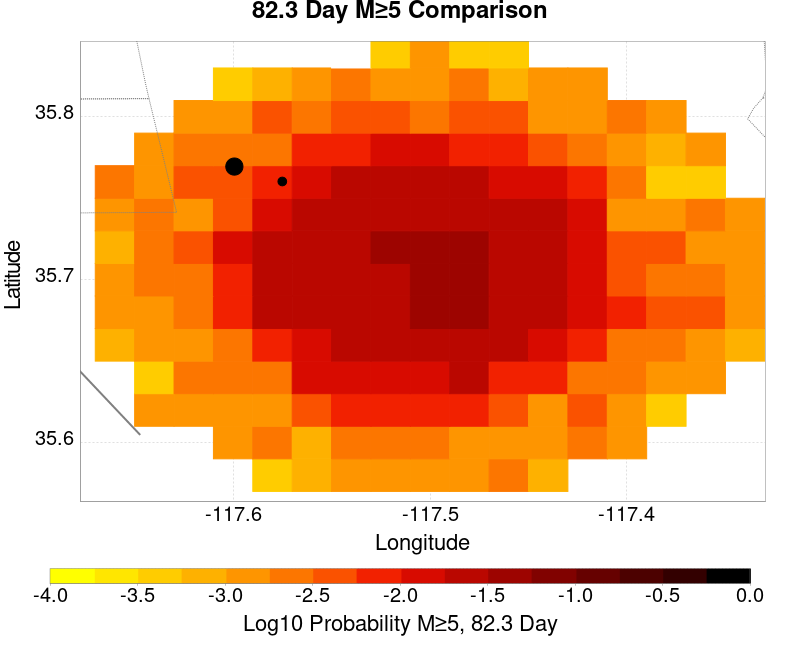 82.3 Day M≥5 Comparison
35.8
35.7
35.6
Latitude
-117.6 -117.5 -117.4
Longitude
-4.0 -3.5 -3.0 -2.5 -2.0 -1.5 -1.0 -0.5 0.0
Log10 Probability M≥5, 82.3 Day